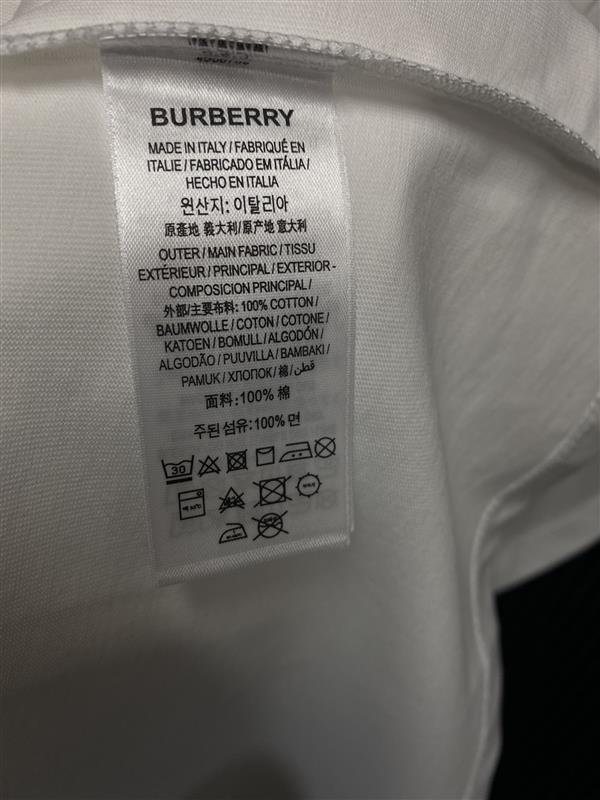 BURBERRY
MADE IN ITALY / FABRIQUÉ EN
ITALIE / FABRICADO EM ITÁLIA /
HECHO EN ITALIA
원산지: 이탈리아
原產地 義大利/原产地 意大利
OUTER / MAIN FABRIC / TISSU
EXTÉRIEUR / PRINCIPAL / EXTERIOR -
COMPOSICION PRINCIPAL /
外部/主要布料: 100% COTTON /
BAUMWOLLE / COTON / COTONE /
KATOEN / BOMULL / ALGODÓN /
ALGODÃO / PUUVILLA / BAMBAKI /
PAMUK / ХЛОПОК / 棉 / قطن /
面料: 100% 棉
주된 섬유: 100% 면
30